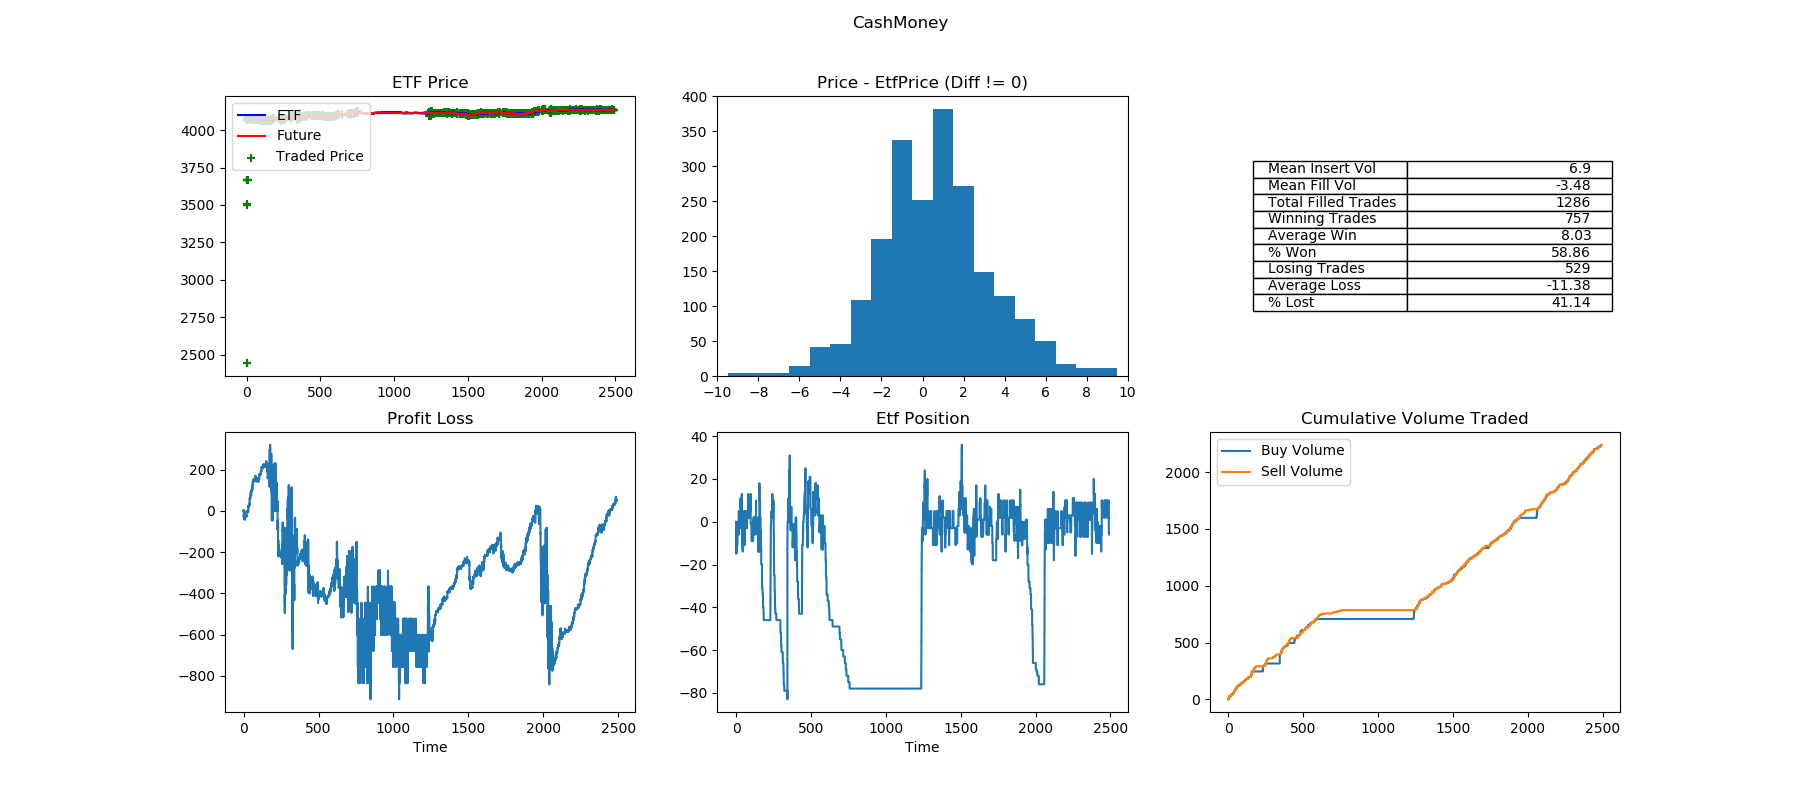 CashMoney
ETF Price
4000
3750
3500
3250
3000
2750
2500
0 500 1000 1500 2000 2500
ETF
Future
Traded Price
Price - EtfPrice (Diff != 0)
400
350
300
250
200
150
100
50
0
−10 −8 −6 −4 −2 0 2 4 6 8 10
Mean Insert Vol 6.9
Mean Fill Vol -3.48
Total Filled Trades 1286
Winning Trades 757
Average Win 8.03
% Won 58.86
Losing Trades 529
Average Loss -11.38
% Lost 41.14
Profit Loss
200
0
−200
−400
−600
−800
0 500 1000 1500 2000 2500
Time
Etf Position
40
20
0
−20
−40
−60
−80
0 500 1000 1500 2000 2500
Time
Cumulative Volume Traded
Buy Volume
Sell Volume
2000
1500
1000
500
0
0 500 1000 1500 2000 2500